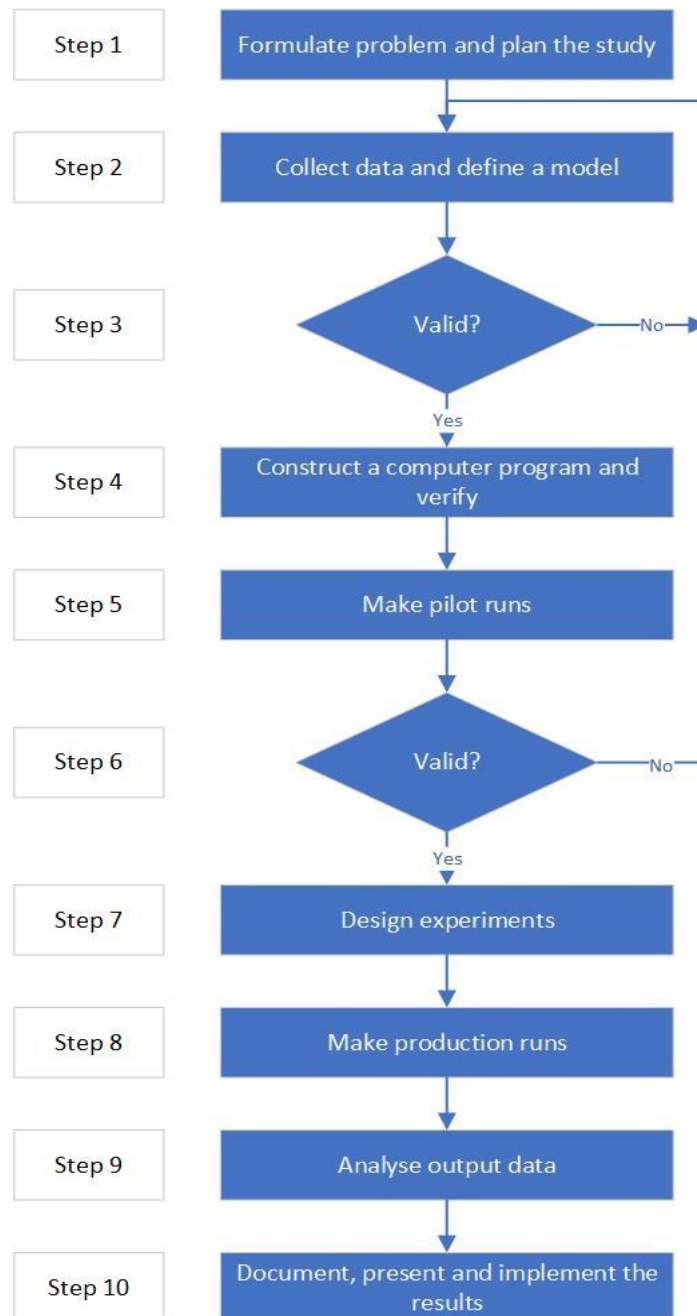 Step 1
Formulate problem and plan the study
Step 2
Collect data and define a model
Step 3
Valid?
No
Yes
Step 4
Construct a computer program and
verify
Step 5
Make pilot runs
Step 6
Valid?
No
Yes
Step 7
Design experiments
Step 8
Make production runs
Step 9
Analyse output data
Step 10
Document, present and implement the
results